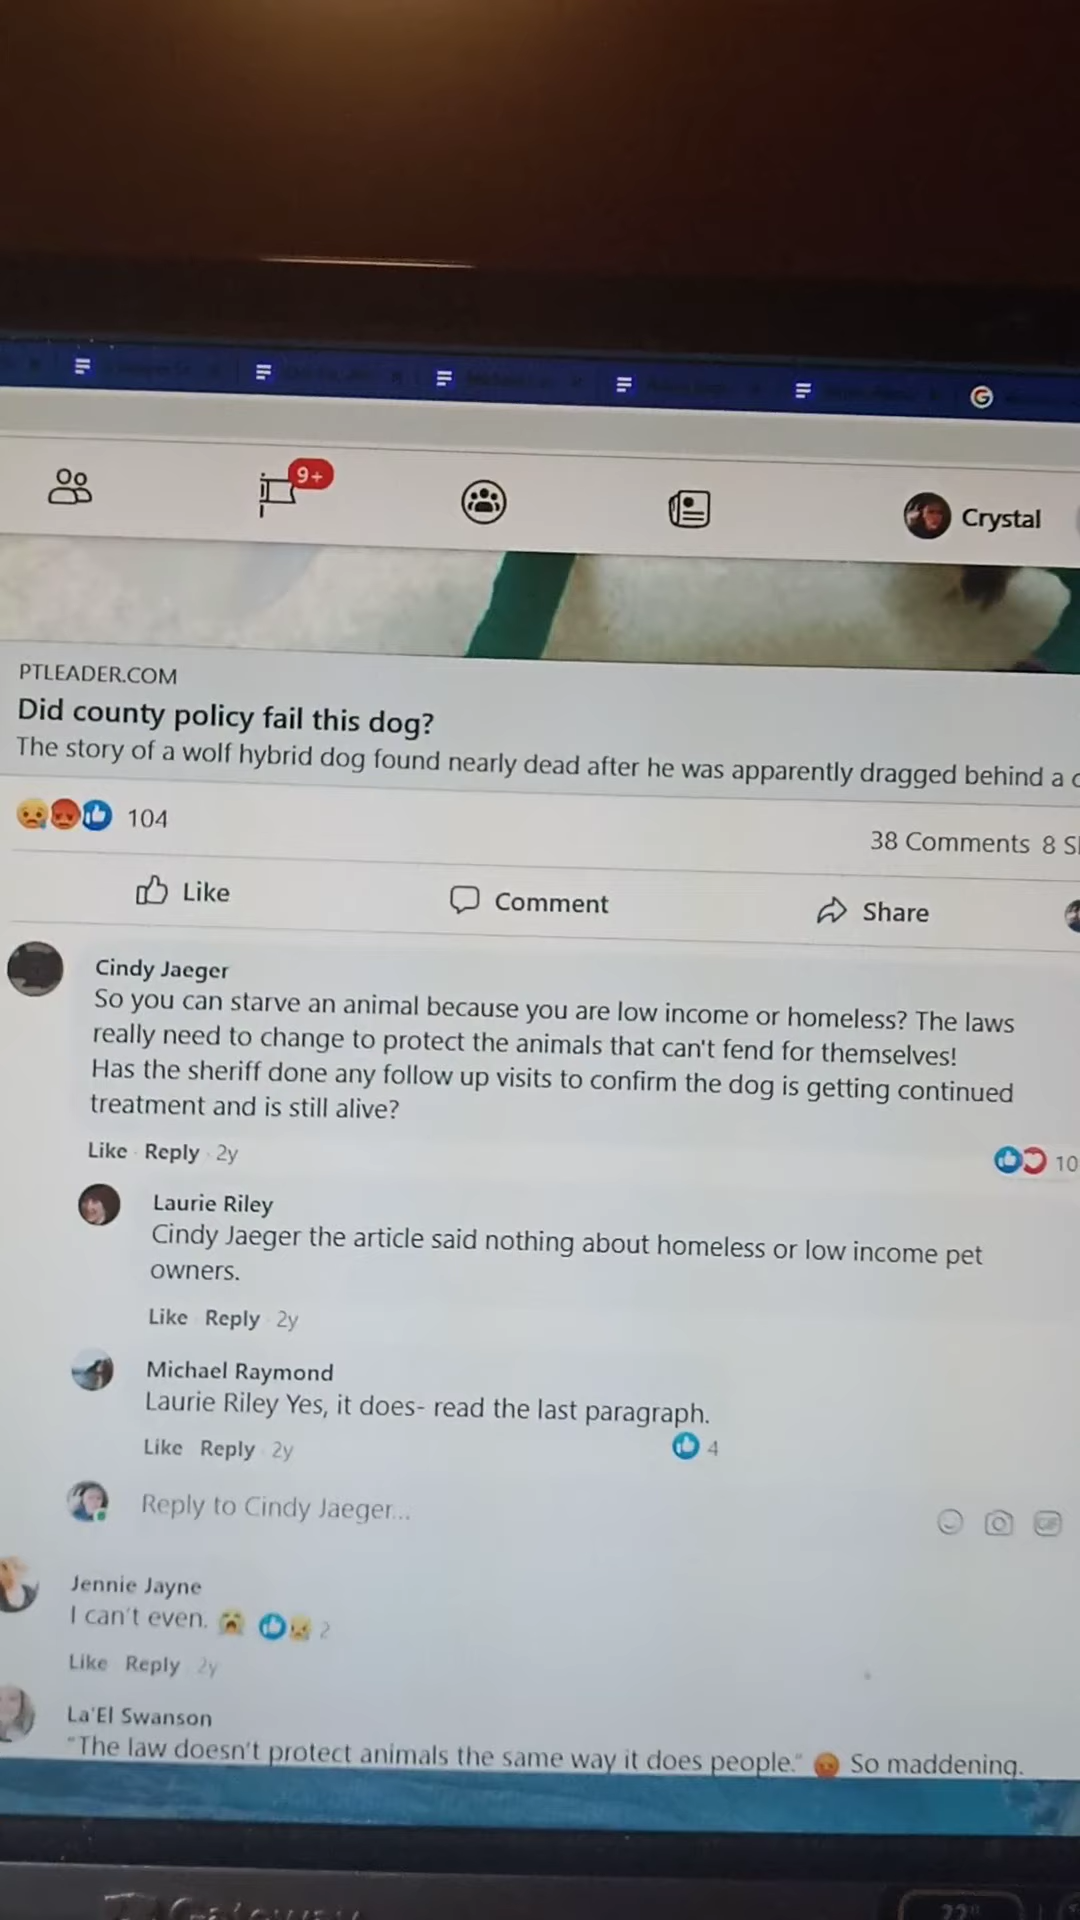 9+
Crystal
PTLEADER.COM
Did county policy fail this dog?
The story of a wolf hybrid dog found nearly dead after he was apparently dragged behind a
104
38 Comments 8
Like
Comment
Share
Cindy Jaeger
So you can starve an animal because you are low income or homeless? The laws
really need to change to protect the animals that can't fend for themselves!
Has the sheriff done any follow up visits to confirm the dog is getting continued
treatment and is still alive?
Like Reply 2y
10
Laurie Riley
Cindy Jaeger the article said nothing about homeless or low income pet
owners.
Like Reply 2y
Michael Raymond
Laurie Riley Yes, it does- read the last paragraph.
Like Reply 2y
4
Reply to Cindy Jaeger...
GIF
Jennie Jayne
I can't even. 😭 2
Like Reply 2y
La'El Swanson
"The law doesn't protect animals the same way it does people." 😡 So maddening.
22"